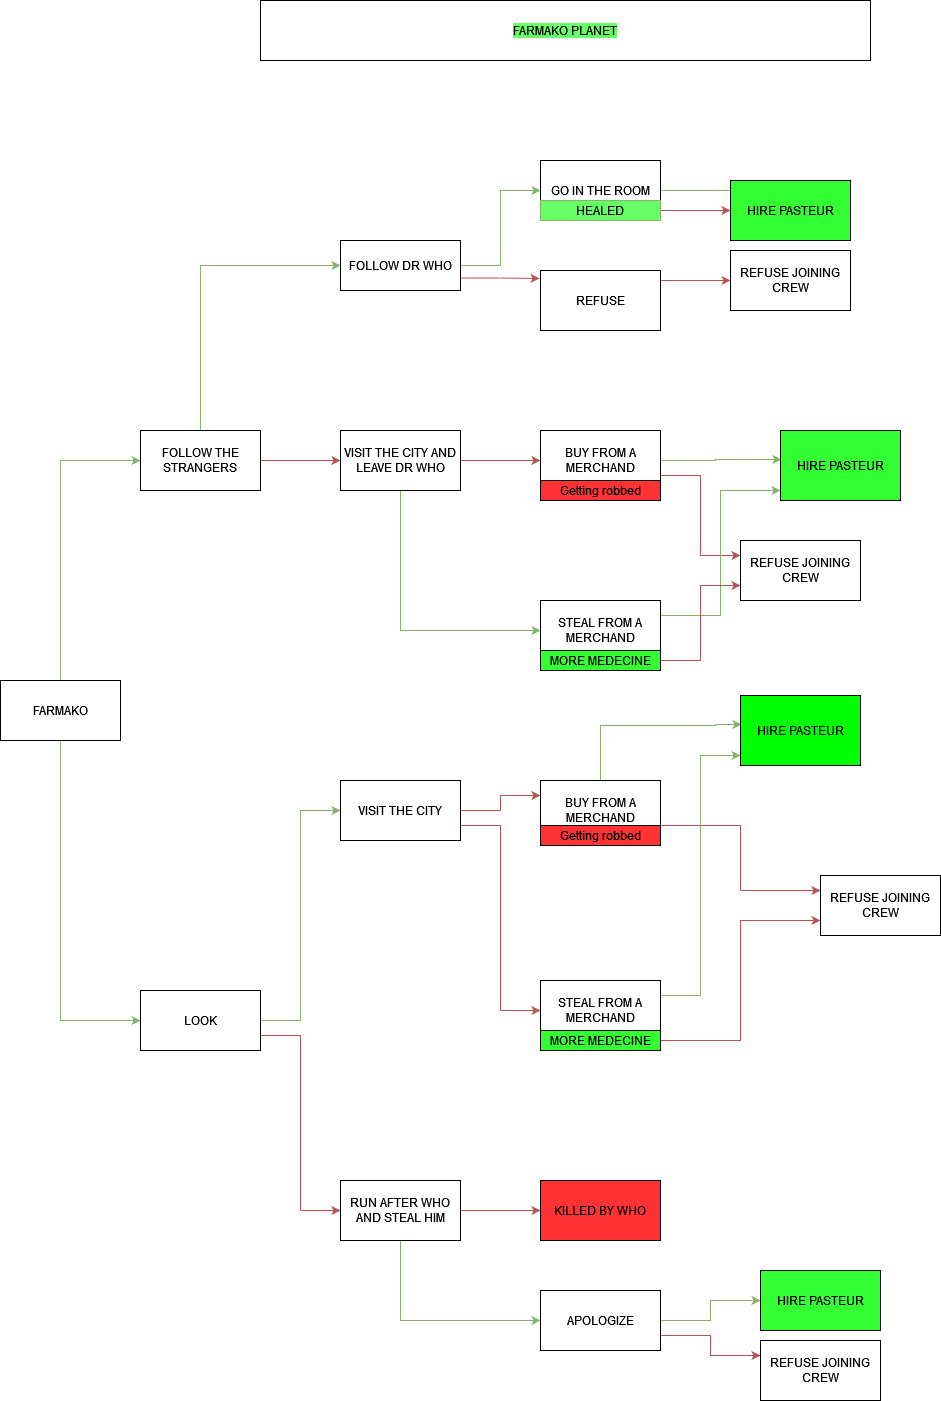 FARMAKO PLANET
GO IN THE ROOM
HEALED
HIRE PASTEUR
FOLLOW DR WHO
REFUSE
REFUSE JOINING
CREW
FOLLOW THE
STRANGERS
VISIT THE CITY AND
LEAVE DR WHO
BUY FROM A
MERCHAND
Getting robbed
HIRE PASTEUR
REFUSE JOINING
CREW
STEAL FROM A
MERCHAND
MORE MEDECINE
FARMAKO
HIRE PASTEUR
VISIT THE CITY
BUY FROM A
MERCHAND
Getting robbed
REFUSE JOINING
CREW
STEAL FROM A
MERCHAND
MORE MEDECINE
LOOK
RUN AFTER WHO
AND STEAL HIM
KILLED BY WHO
APOLOGIZE
HIRE PASTEUR
REFUSE JOINING
CREW